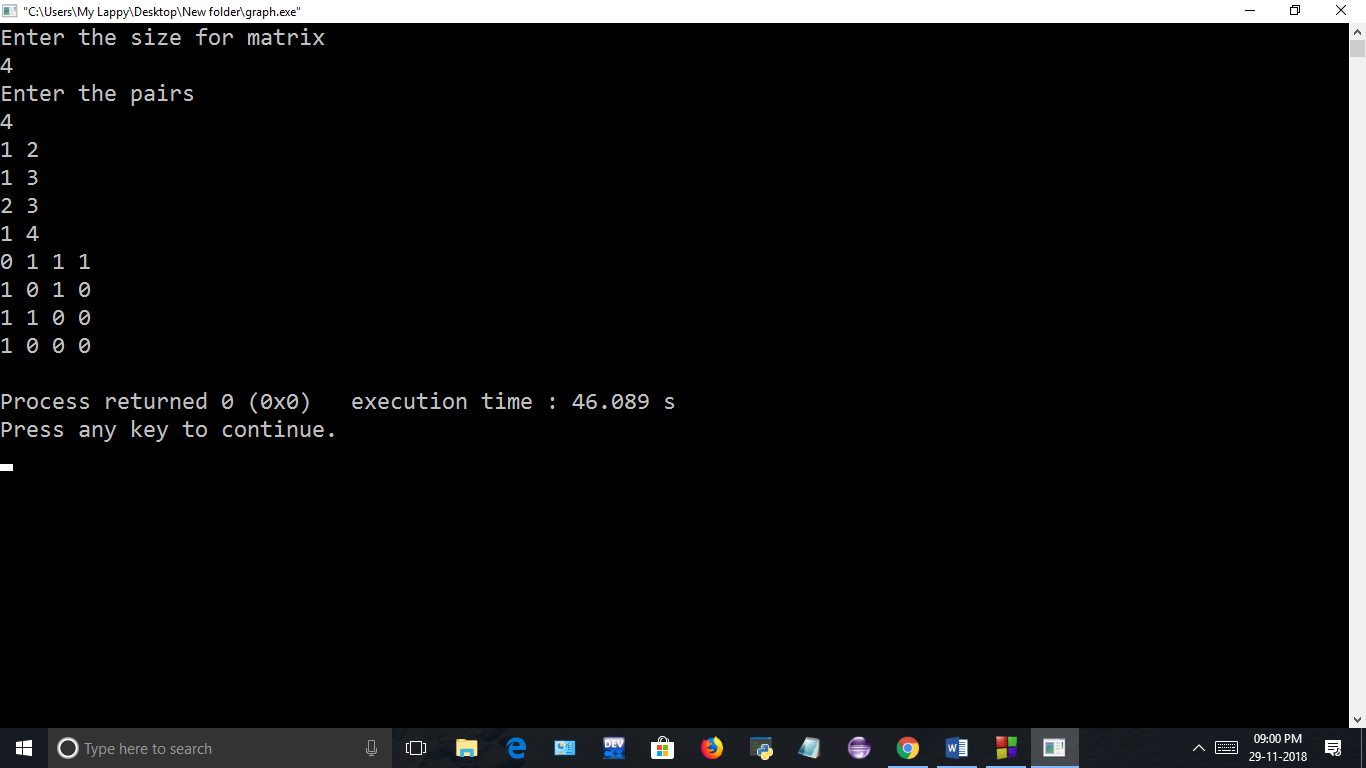 "C:\Users\My Lappy\Desktop\New folder\graph.exe"
Enter the size for matrix
4
Enter the pairs
4
1 2
1 3
2 3
1 4
0 1 1 1
1 0 1 0
1 1 0 0
1 0 0 0
Process returned 0 (0x0)   execution time : 46.089 s
Press any key to continue.
Type here to search
DEV
09:00 PM
29-11-2018